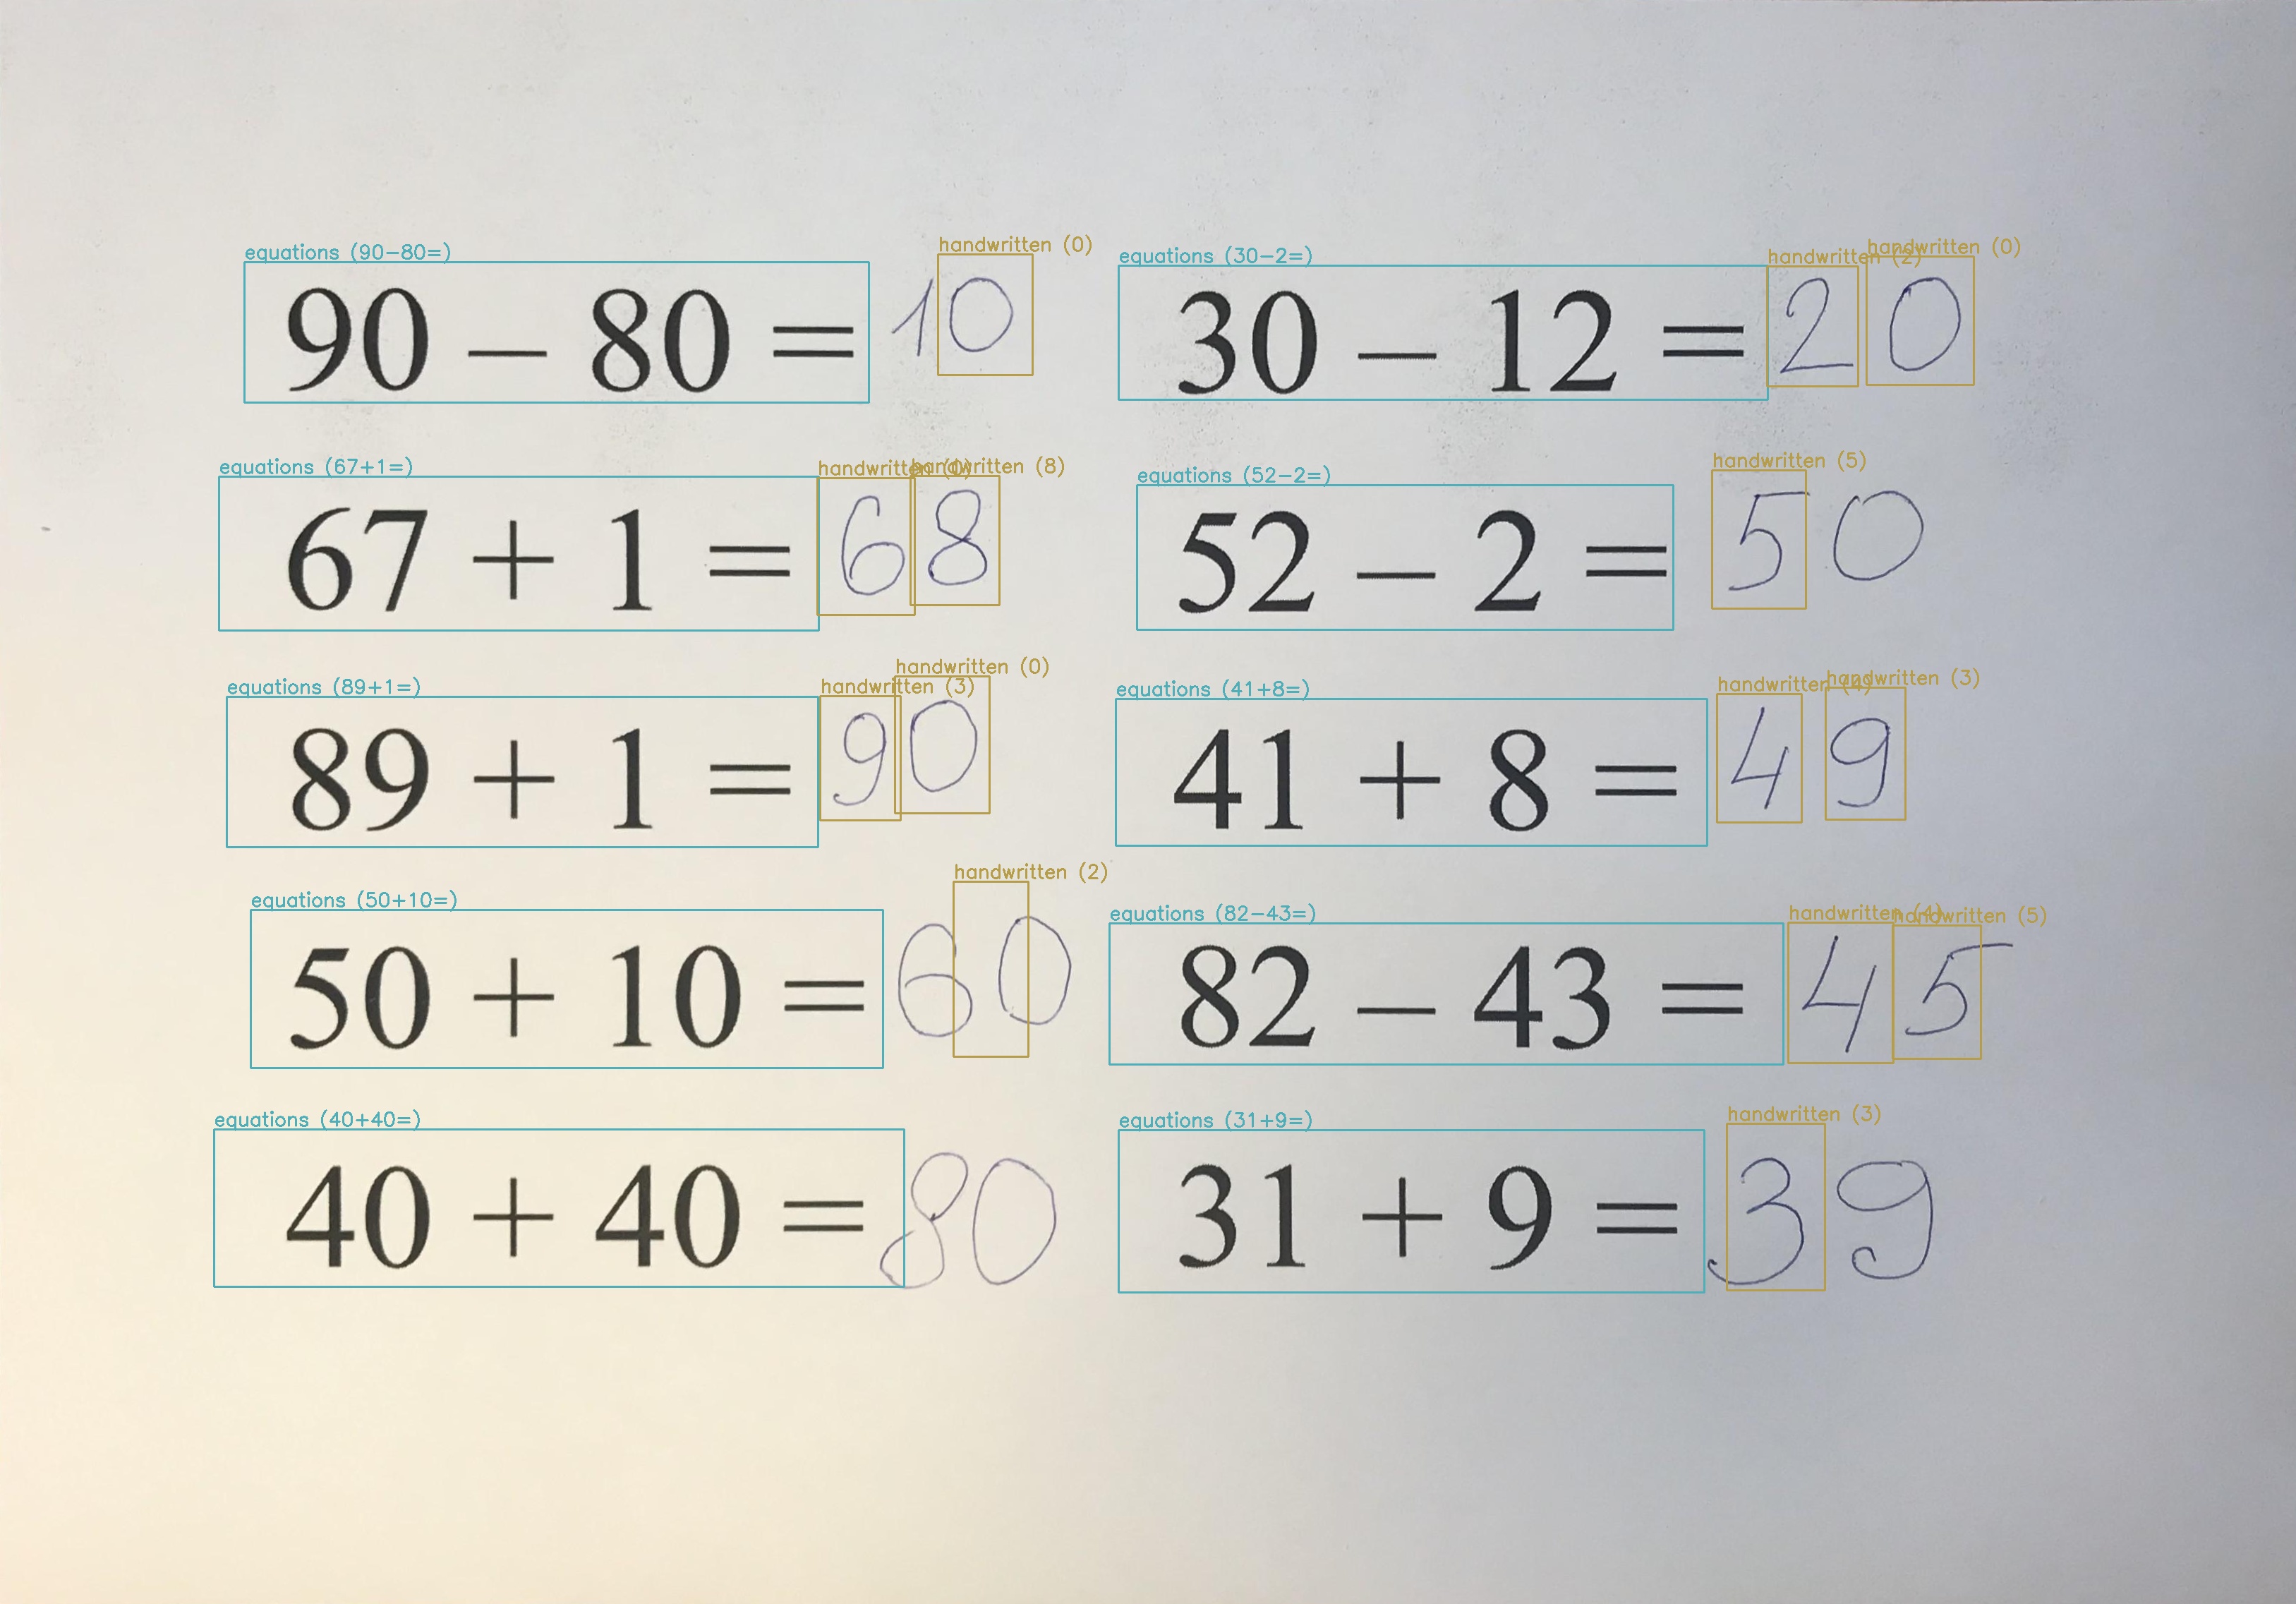 equations (90-80=) handwritten (0) equations (30-2=) handwritten (2) handwritten (0)
90 – 80 = 10 30 – 12 = 20
equations (67+1=) handwritten handwritten (8) equations (52-2=) handwritten (5)
67 + 1 = 68 52 – 2 = 50
equations (89+1=) handwritten (3) handwritten (0) equations (41+8=) handwritten (4) handwritten (3)
89 + 1 = 90 41 + 8 = 49
equations (50+10=) handwritten (2) equations (82-43=) handwritten (4) handwritten (5)
50 + 10 = 60 82 – 43 = 45
equations (40+40=) equations (31+9=) handwritten (3)
40 + 40 = 80 31 + 9 = 39